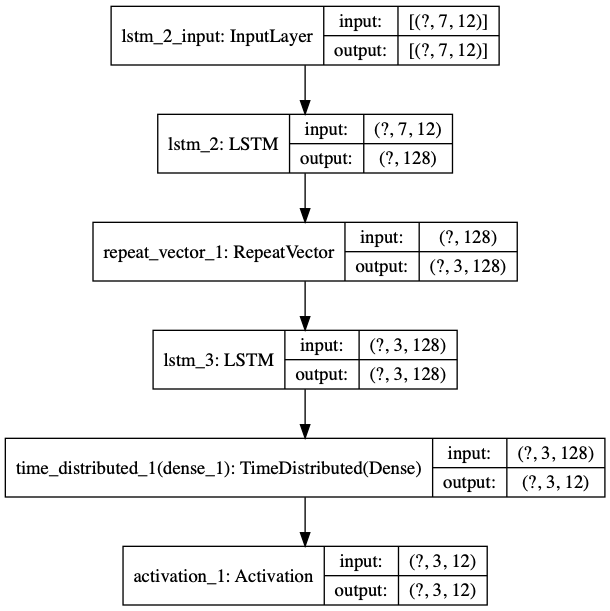 lstm_2_input: InputLayer
input: [(?, 7, 12)]
output: [(?, 7, 12)]
lstm_2: LSTM
input: (?, 7, 12)
output: (?, 128)
repeat_vector_1: RepeatVector
input: (?, 128)
output: (?, 3, 128)
lstm_3: LSTM
input: (?, 3, 128)
output: (?, 3, 128)
time_distributed_1(dense_1): TimeDistributed(Dense)
input: (?, 3, 128)
output: (?, 3, 12)
activation_1: Activation
input: (?, 3, 12)
output: (?, 3, 12)